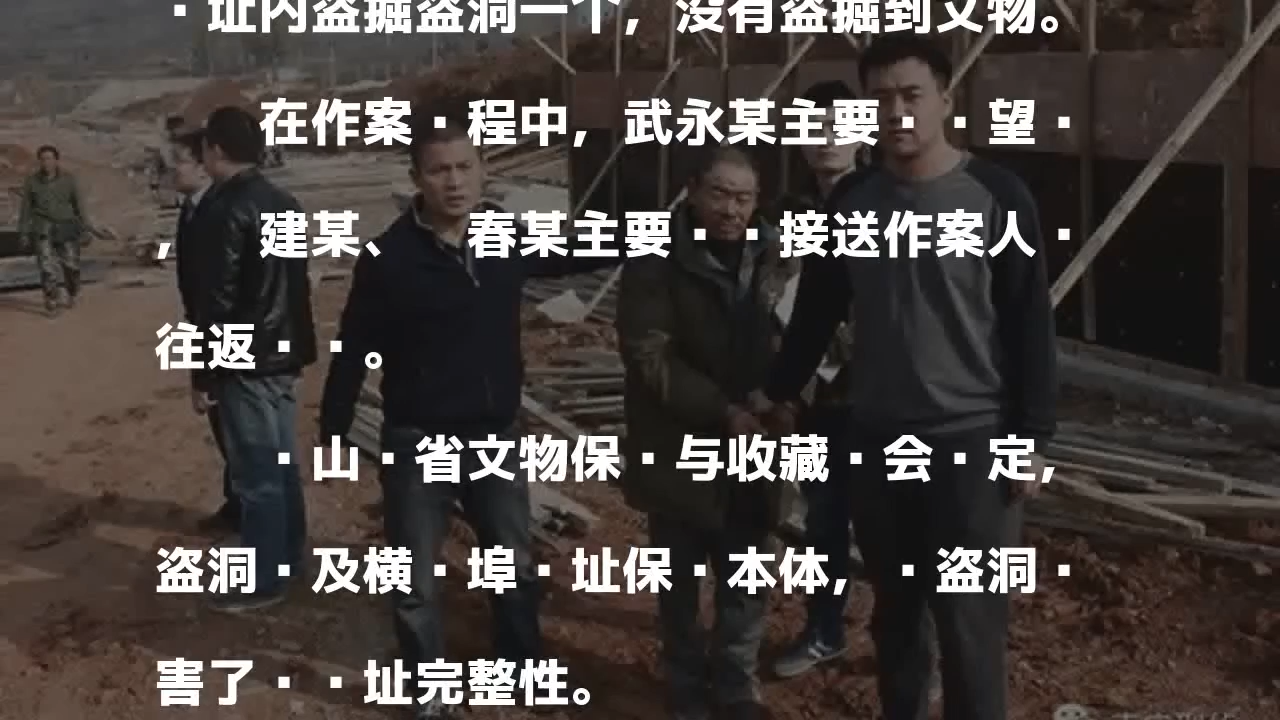 ▪址内盗掘盗洞一个，没有盗掘到文物。
在作案▪程中，武永某主要▪▪望▪
，　建某、　春某主要▪▪接送作案人▪
往返▪▪。
▪山▪省文物保▪与收藏▪会▪定，
盗洞▪及横▪埠▪址保▪本体，▪盗洞▪
害了▪▪址完整性。